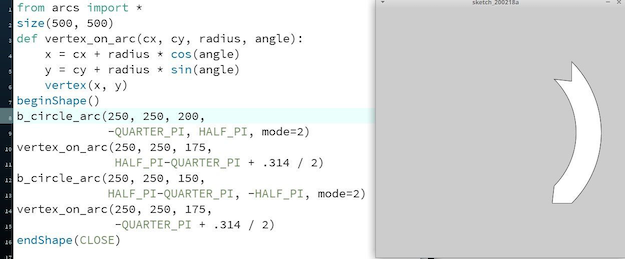 sketch_200218a
from arcs import *
size(500, 500)
def vertex_on_arc(cx, cy, radius, angle):
    x = cx + radius * cos(angle)
    y = cy + radius * sin(angle)
    vertex(x, y)
beginShape()
b_circle_arc(250, 250, 200,
             -QUARTER_PI, HALF_PI, mode=2)
vertex_on_arc(250, 250, 175,
              HALF_PI-QUARTER_PI + .314 / 2)
b_circle_arc(250, 250, 150,
             HALF_PI-QUARTER_PI, -HALF_PI, mode=2)
vertex_on_arc(250, 250, 175,
              -QUARTER_PI + .314 / 2)
endShape(CLOSE)